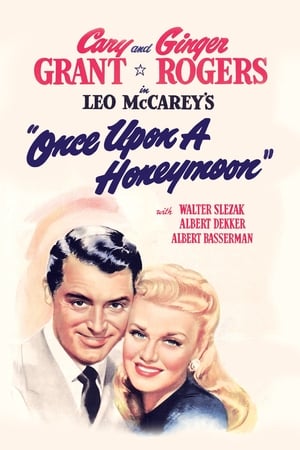 Cary and Ginger
GRANT ★ ROGERS
in
LEO McCAREY'S
"Once Upon A
Honeymoon"
with WALTER SLEZAK
ALBERT DEKKER
ALBERT BASSERMAN